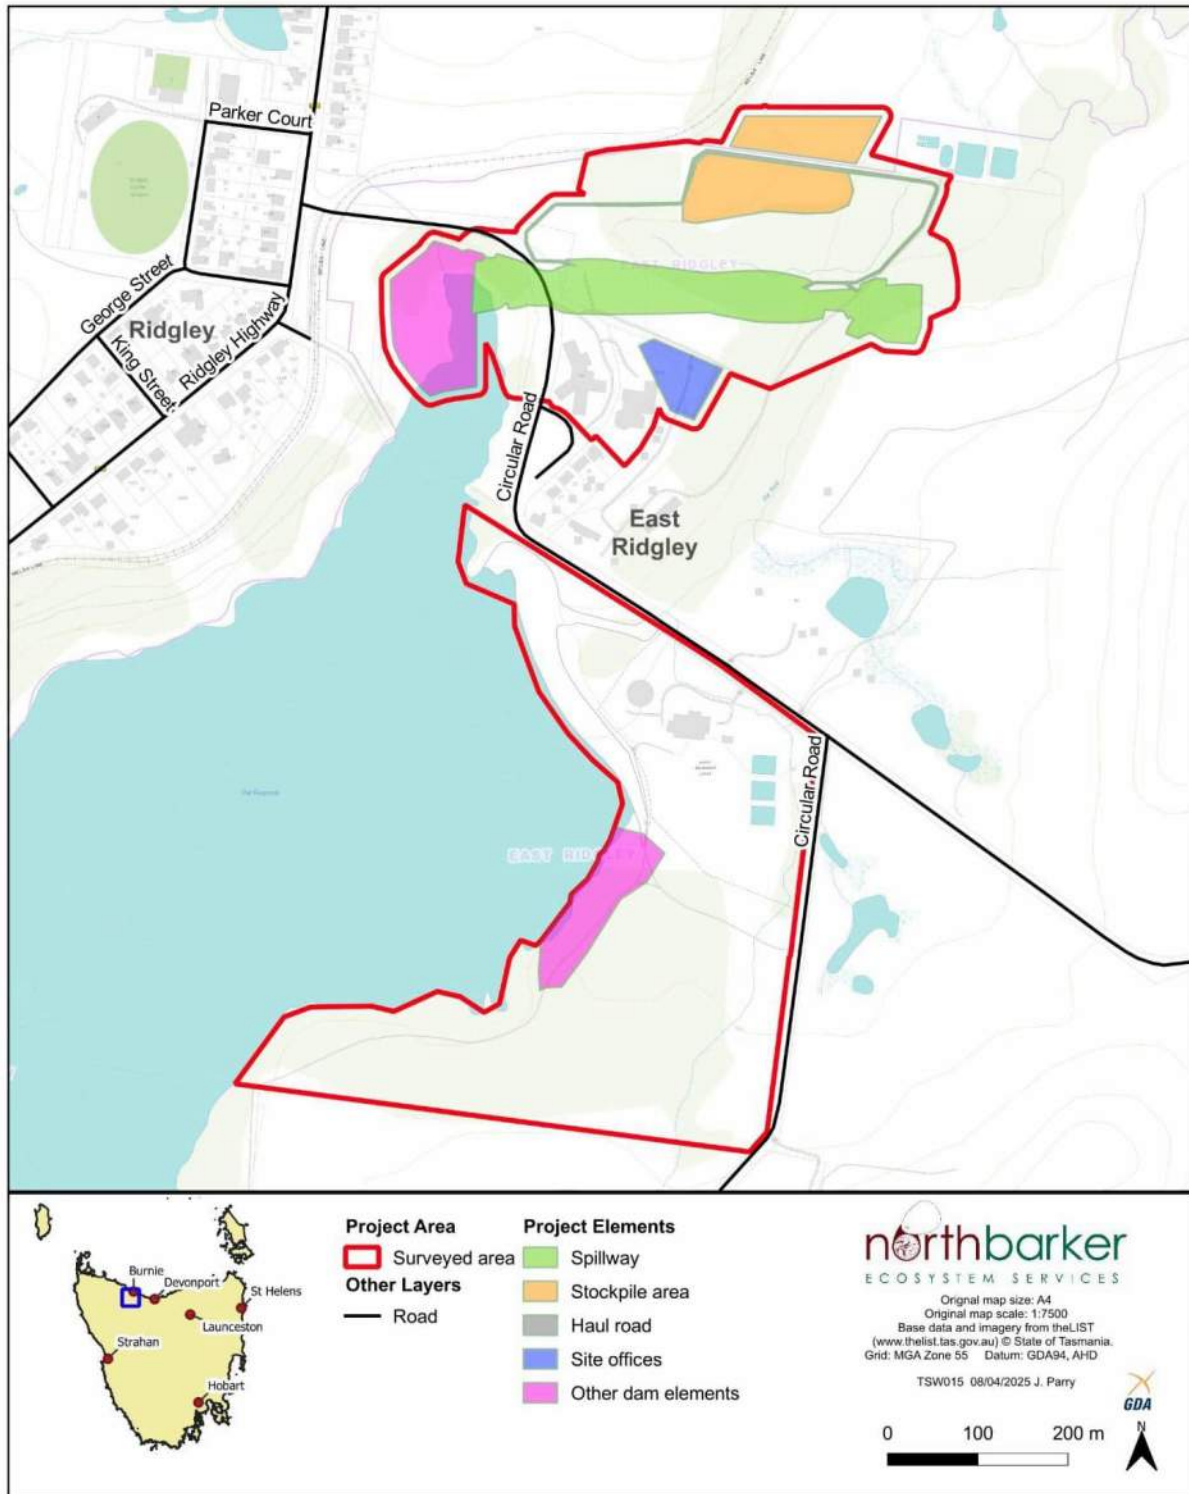 Parker Court
George Street
Ridgley
King Street
Ridgley Highway
EAST RIDGLEY
Circular Road
East
Ridgley
Circular Road
EAST RIDGLEY
Burnie
Devonport
St Helens
Launceston
Strahan
Hobart
Project Area
Surveyed area
Other Layers
Road
Project Elements
Spillway
Stockpile area
Haul road
Site offices
Other dam elements
northbarker
ECOSYSTEM SERVICES
Orignal map size: A4
Original map scale: 1:7500
Base data and imagery from theLIST
(www.thelist.tas.gov.au) © State of Tasmania.
Grid: MGA Zone 55 Datum: GDA94, AHD
TSW015 08/04/2025 J. Parry
GDA
N
0 100 200 m